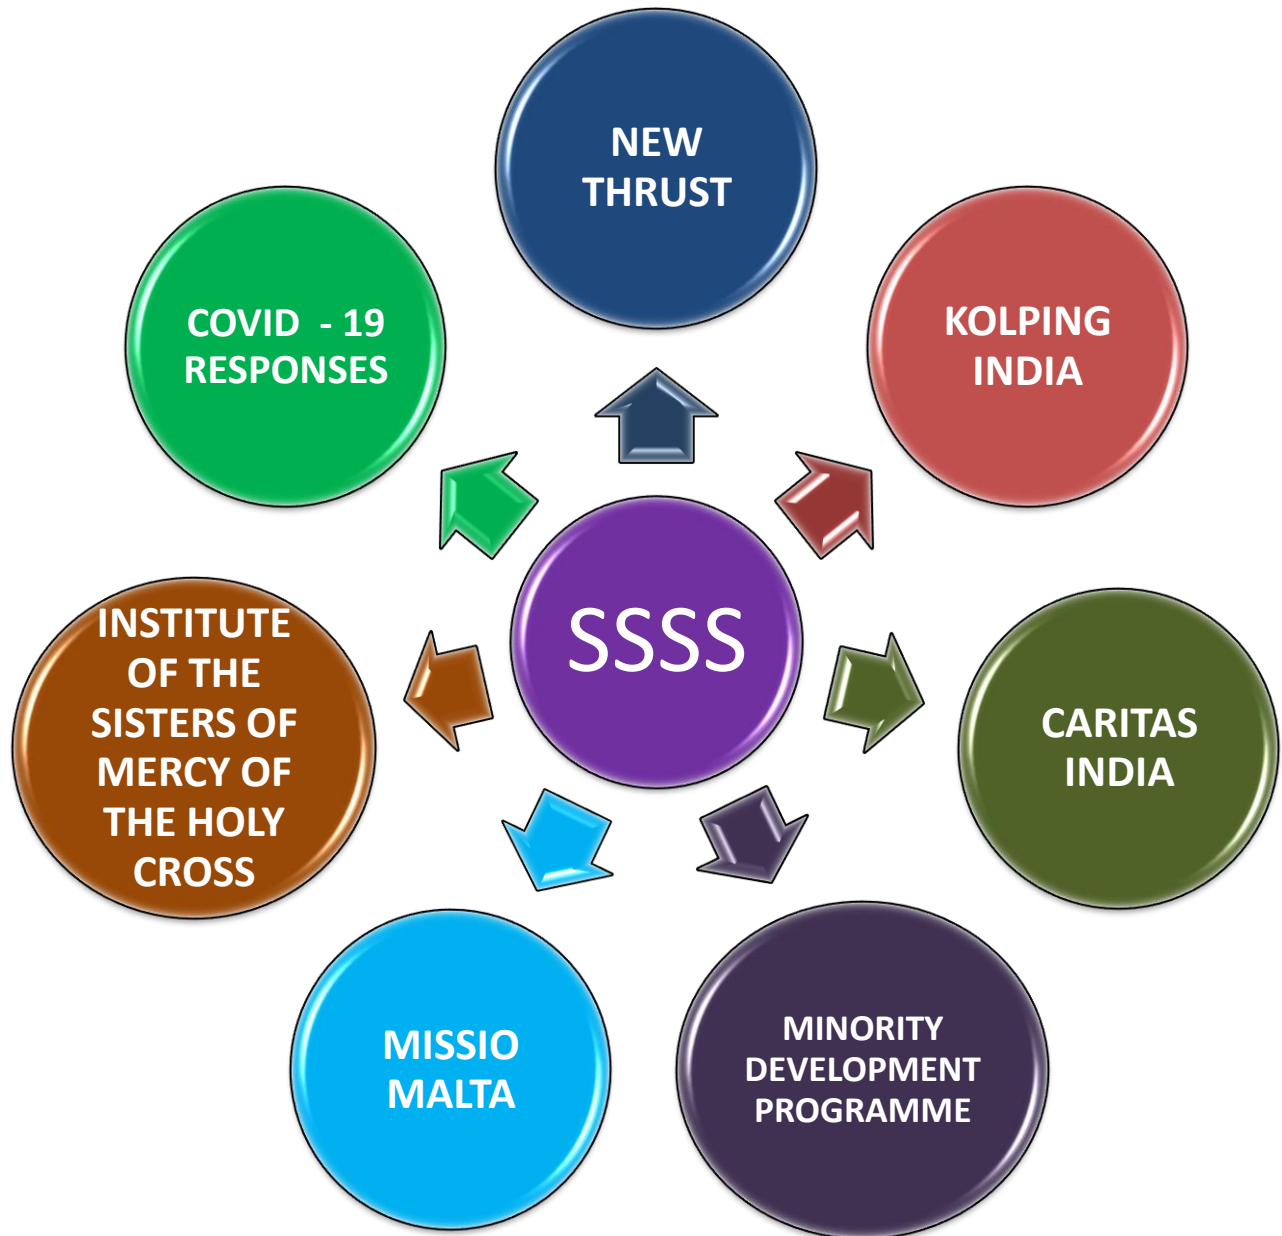 NEW
THRUST
KOLPING
INDIA
CARITAS
INDIA
MINORITY
DEVELOPMENT
PROGRAMME
MISSIO
MALTA
INSTITUTE
OF THE
SISTERS OF
MERCY OF
THE HOLY
CROSS
COVID  - 19
RESPONSES
SSSS